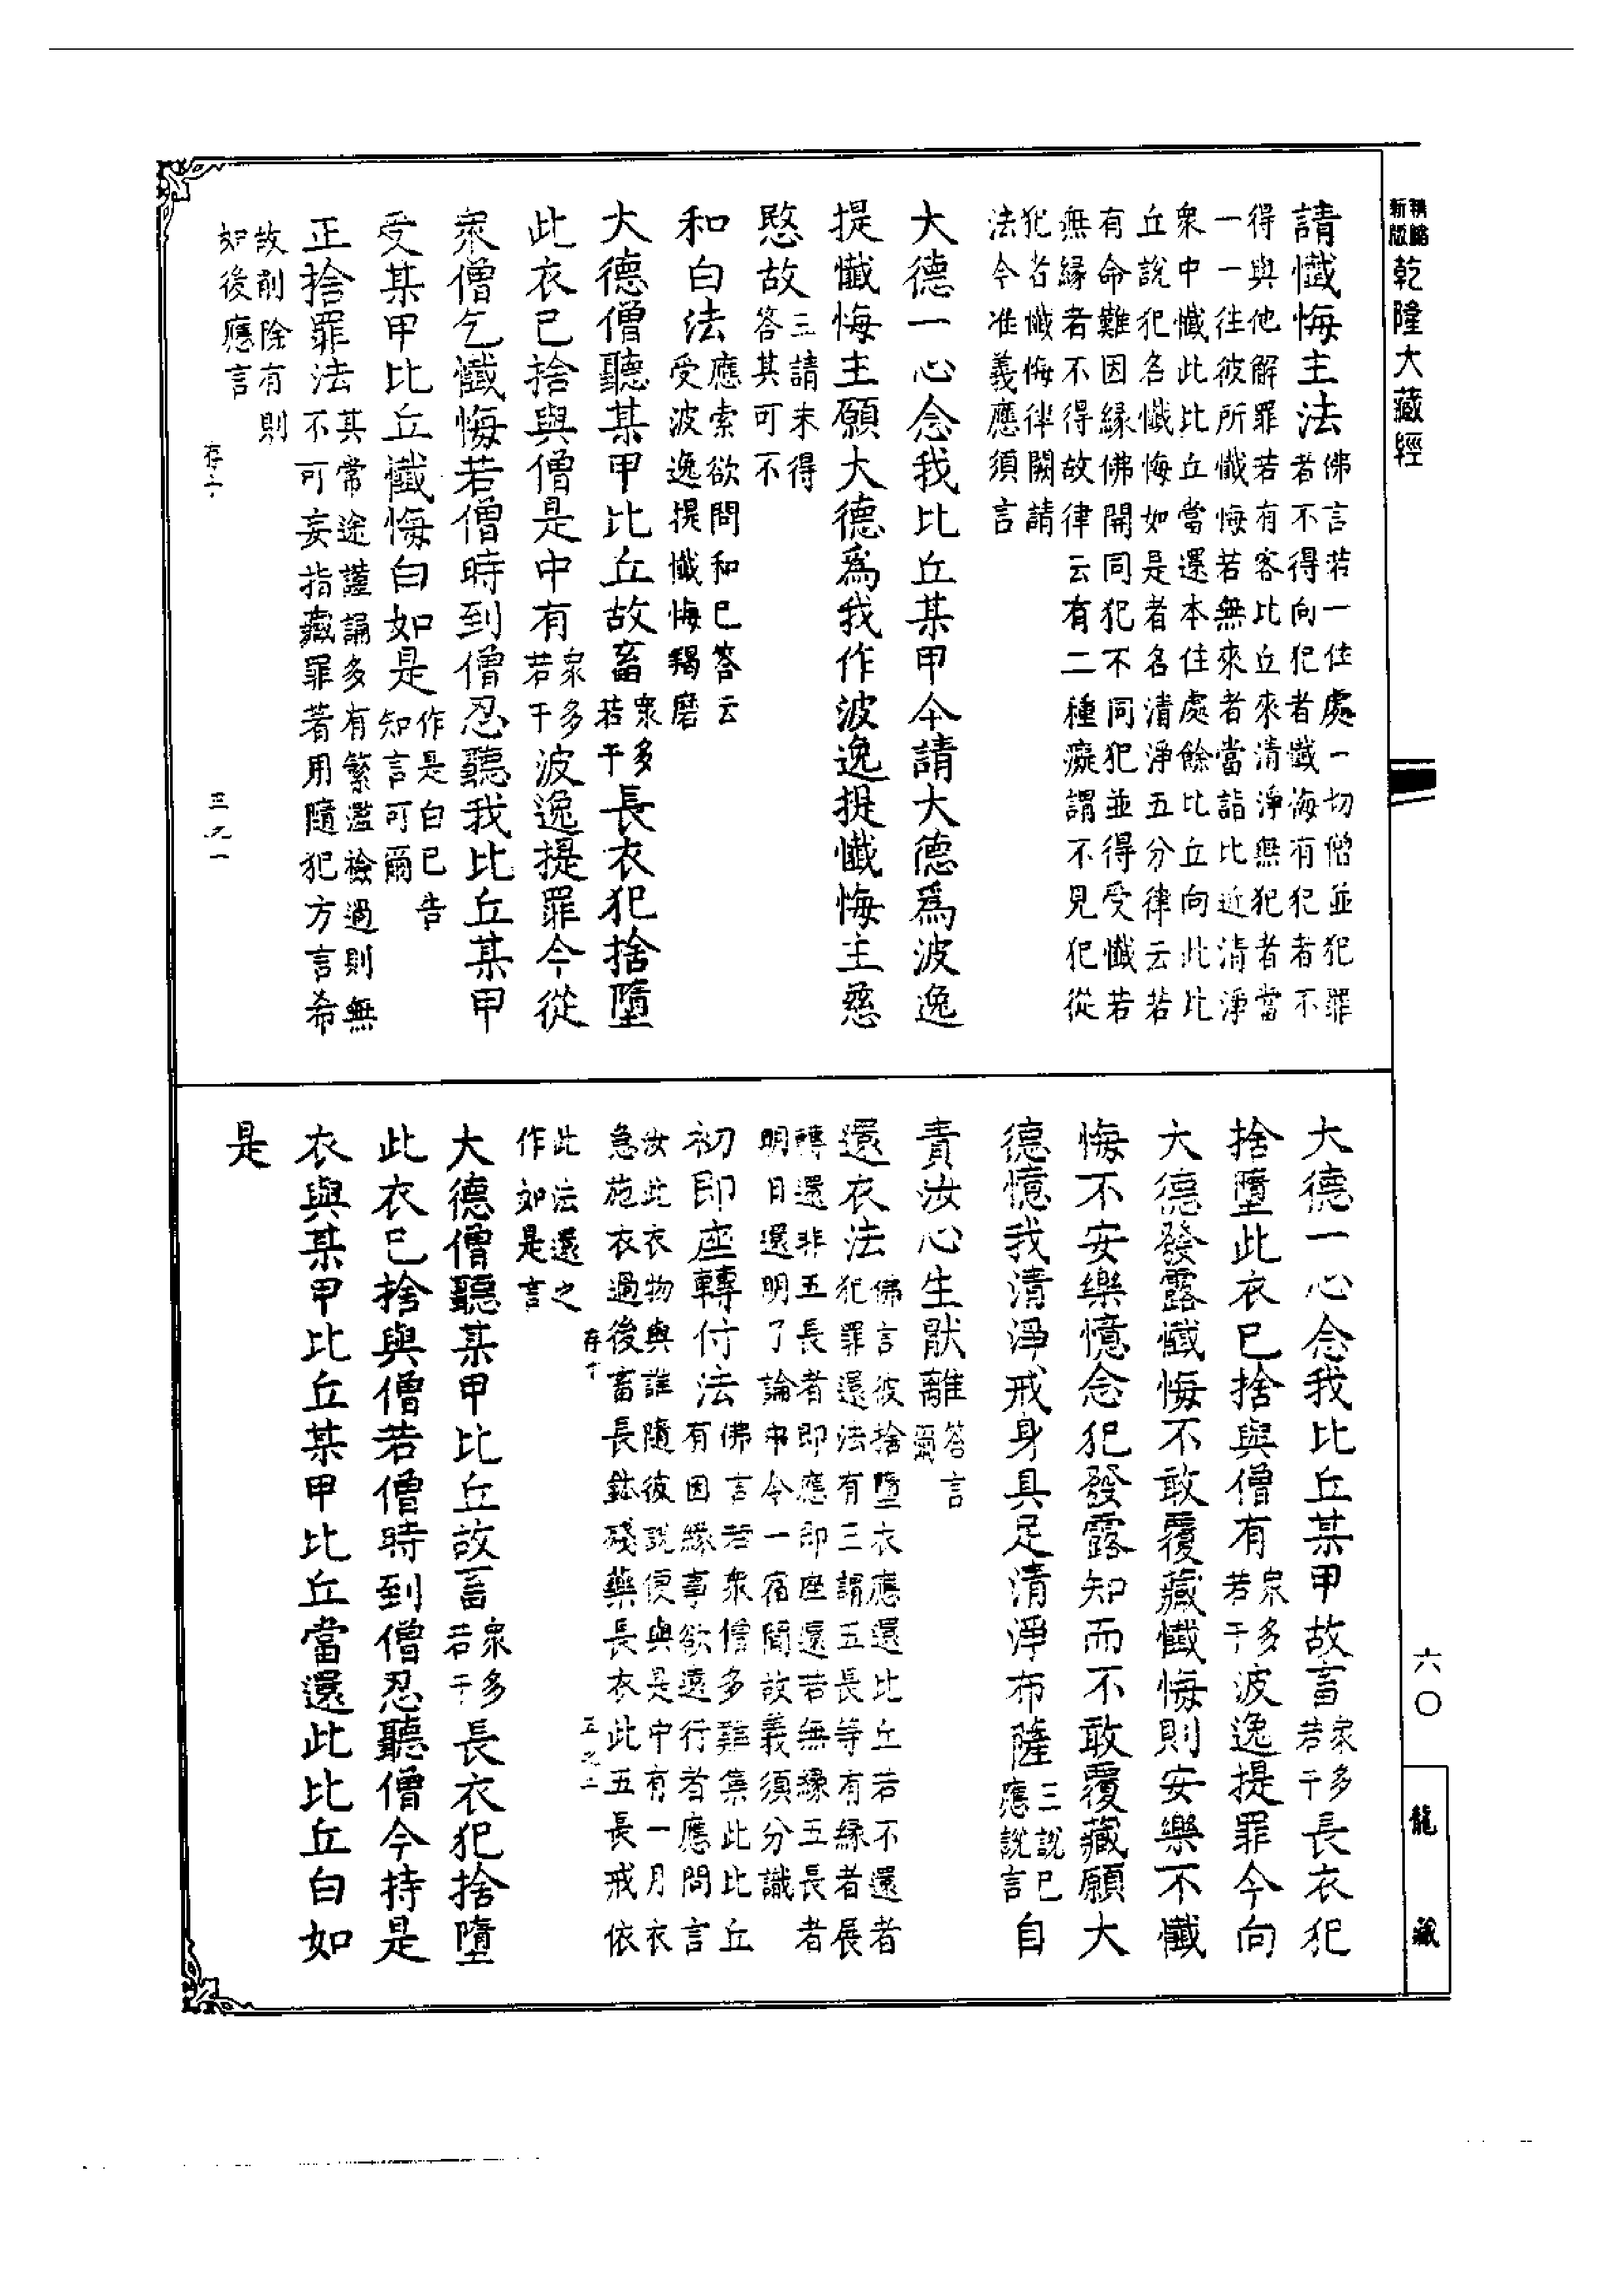 新版
乾隆大藏經
請懺悔主法佛言若一住處一切僧並犯罪
者不得向犯者懺悔有犯者不
得與他解罪若有客比丘來清淨無犯者當
一一往彼所懺悔若無來者當詣比近清淨
衆中懺此比丘當還本住處餘比丘向此比
丘說犯名懺悔如是者名清淨五分律云若
有命難因緣佛開同犯不同犯並得受懺若
無緣者不得故律云有二種癡謂不見犯從
犯者懺悔律闕請
法今准義應須言
大德一心念我比丘某甲今請大德爲波逸
提懺悔主願大德爲我作波逸提懺悔主慈
愍故三請未得
答其可不
和白法應索欲問和已答云
受波逸提懺悔羯磨
大德僧聽某甲比丘故畜衆多
若干長衣犯捨墮
此衣已捨與僧是中有衆多
若干波逸提罪今從
衆僧乞懺悔若僧時到僧忍聽我比丘某甲
受某甲比丘懺悔白如是作是白已告
知言可爾
正捨罪法其常途謹誦多有繁濫撿過則無
不可妄指藏罪著用隨犯方言希
故削除有則
如後應言
三之一
大德一心念我比丘某甲故畜衆多
若干長衣犯
捨墮此衣已捨與僧有衆多
若干波逸提罪今向
大德發露懺悔不敢覆藏懺悔則安樂不懺
悔不安樂憶念犯發露知而不敢覆藏願大
德憶我清淨戒身具足清淨布薩三說已
應說言自
責汝心生猒離答言
爾
還衣法佛言彼捨墮衣應還比丘若不還者
犯罪還法有三謂五長等有緣者展
轉還非五長者即應即座還若無緣五長者
明日還明了論中令一宿間故義須分識
初即座轉付法佛言若衆僧多難集此比丘
有因緣事欲遠行者應問言
汝此衣物與誰隨彼說便與是中有一月衣
急施衣過後畜長鉢殘藥長衣此五長戒依
此法還之
作如是言
五之二
大德僧聽某甲比丘故畜衆多
若干長衣犯捨墮
此衣已捨與僧若僧時到僧忍聽僧今持是
衣與某甲比丘某甲比丘當還此比丘白如
是
六〇
龍藏